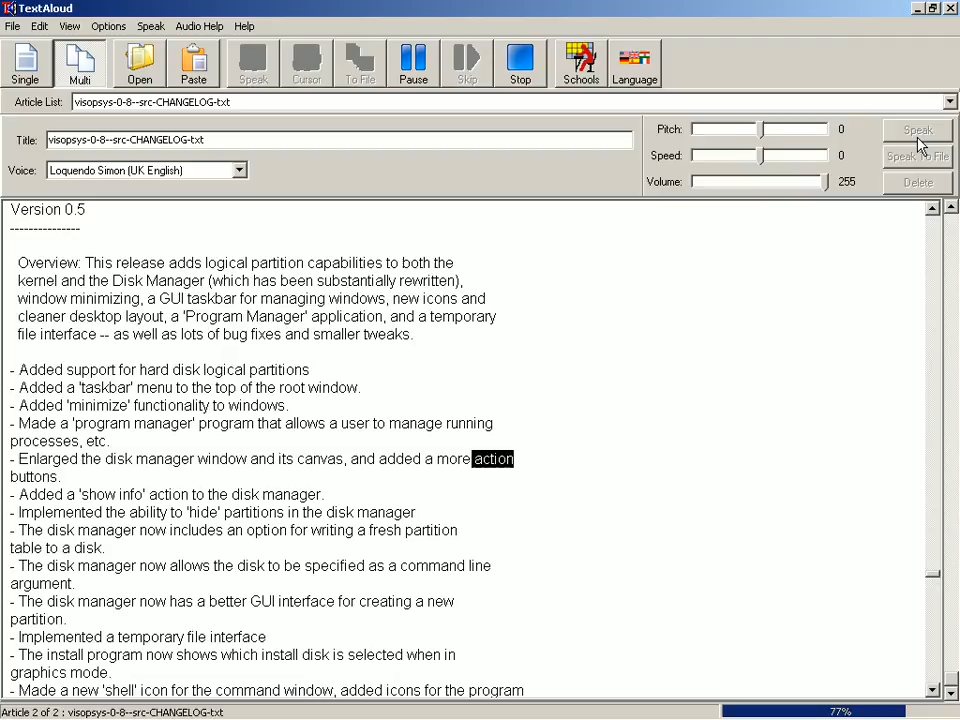 TextAloud
File Edit View Options Speak Audio Help Help
Single Multi Open Paste Speak Cursor To File Pause Skip Stop Schools Language
Article List: visopsys-0-8--src-CHANGELOG-txt
Title: visopsys-0-8--src-CHANGELOG-txt
Voice: Loquendo Simon (UK English)
Pitch: 0 Speak
Speed: 0 Speak To File
Volume: 255 Delete
Version 0.5
---------------
Overview: This release adds logical partition capabilities to both the
kernel and the Disk Manager (which has been substantially rewritten),
window minimizing, a GUI taskbar for managing windows, new icons and
cleaner desktop layout, a 'Program Manager' application, and a temporary
file interface -- as well as lots of bug fixes and smaller tweaks.
- Added support for hard disk logical partitions
- Added a 'taskbar' menu to the top of the root window.
- Added 'minimize' functionality to windows.
- Made a 'program manager' program that allows a user to manage running
processes, etc.
- Enlarged the disk manager window and its canvas, and added a more action
buttons.
- Added a 'show info' action to the disk manager.
- Implemented the ability to 'hide' partitions in the disk manager
- The disk manager now includes an option for writing a fresh partition
table to a disk.
- The disk manager now allows the disk to be specified as a command line
argument.
- The disk manager now has a better GUI interface for creating a new
partition.
- Implemented a temporary file interface
- The install program now shows which install disk is selected when in
graphics mode.
- Made a new 'shell' icon for the command window, added icons for the program
Article 2 of 2 : visopsys-0-8--src-CHANGELOG-txt 77%